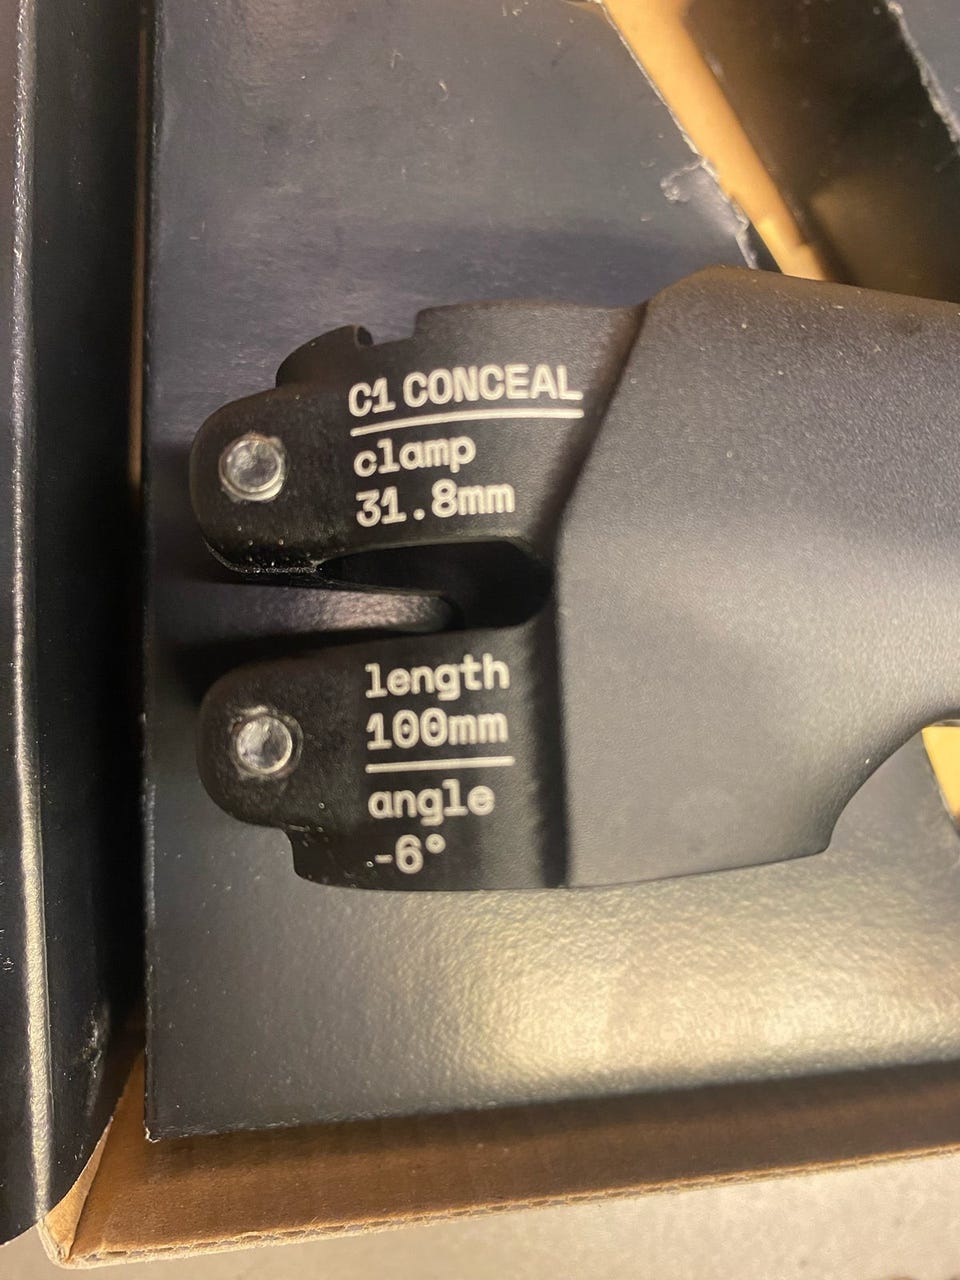 C1 CONCEAL
clamp
31.8mm
length
100mm
angle
-6°